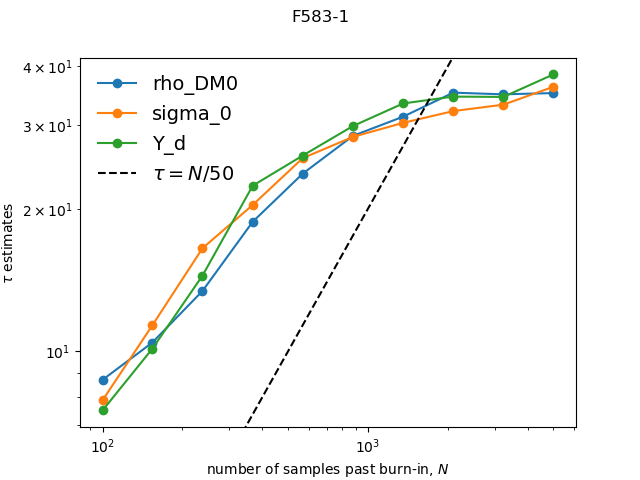 F583-1
4 × 10¹
3 × 10¹
2 × 10¹
10¹
τ estimates
rho_DM0
sigma_0
Y_d
τ = N/50
10²
10³
number of samples past burn-in, N